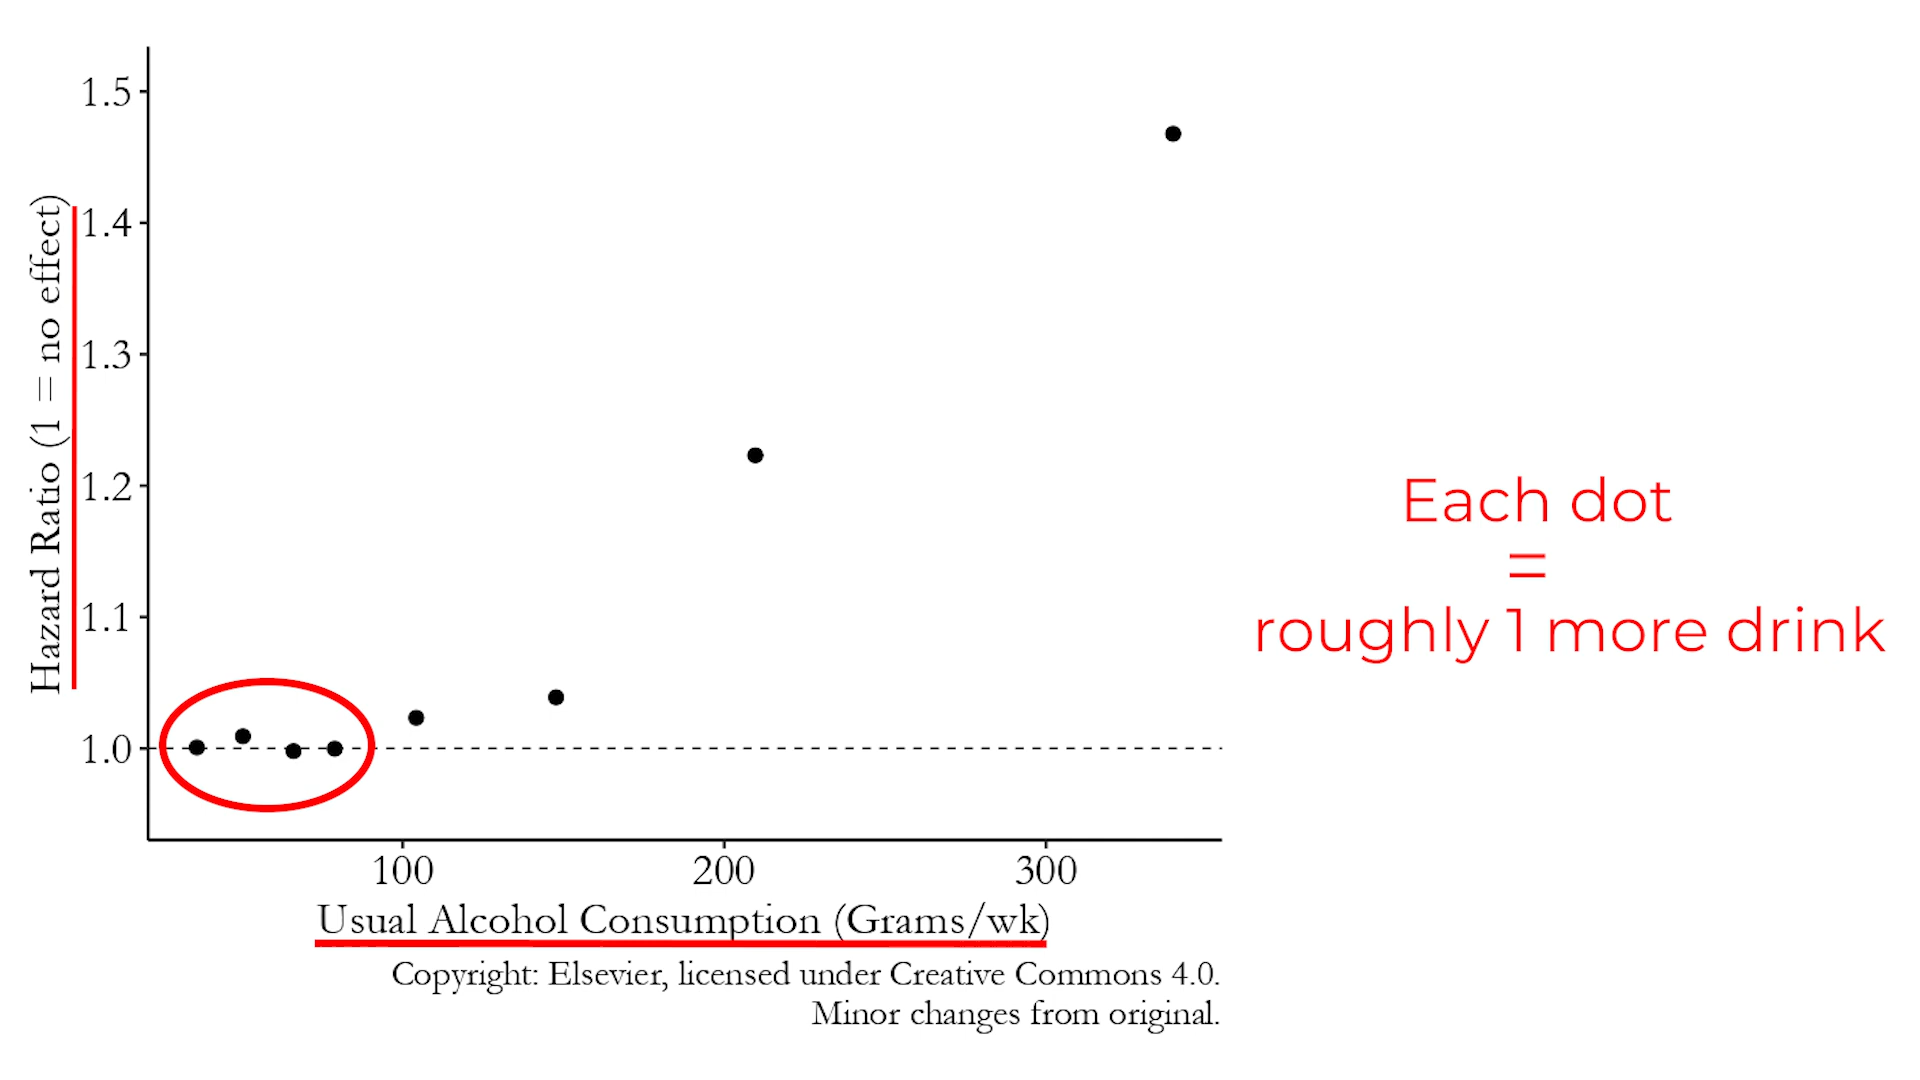 1.5
1.4
1.3
1.2
1.1
1.0
Hazard Ratio (1 = no effect)
100 200 300
Usual Alcohol Consumption (Grams/wk)
Copyright: Elsevier, licensed under Creative Commons 4.0.
Minor changes from original.
Each dot
=
roughly 1 more drink